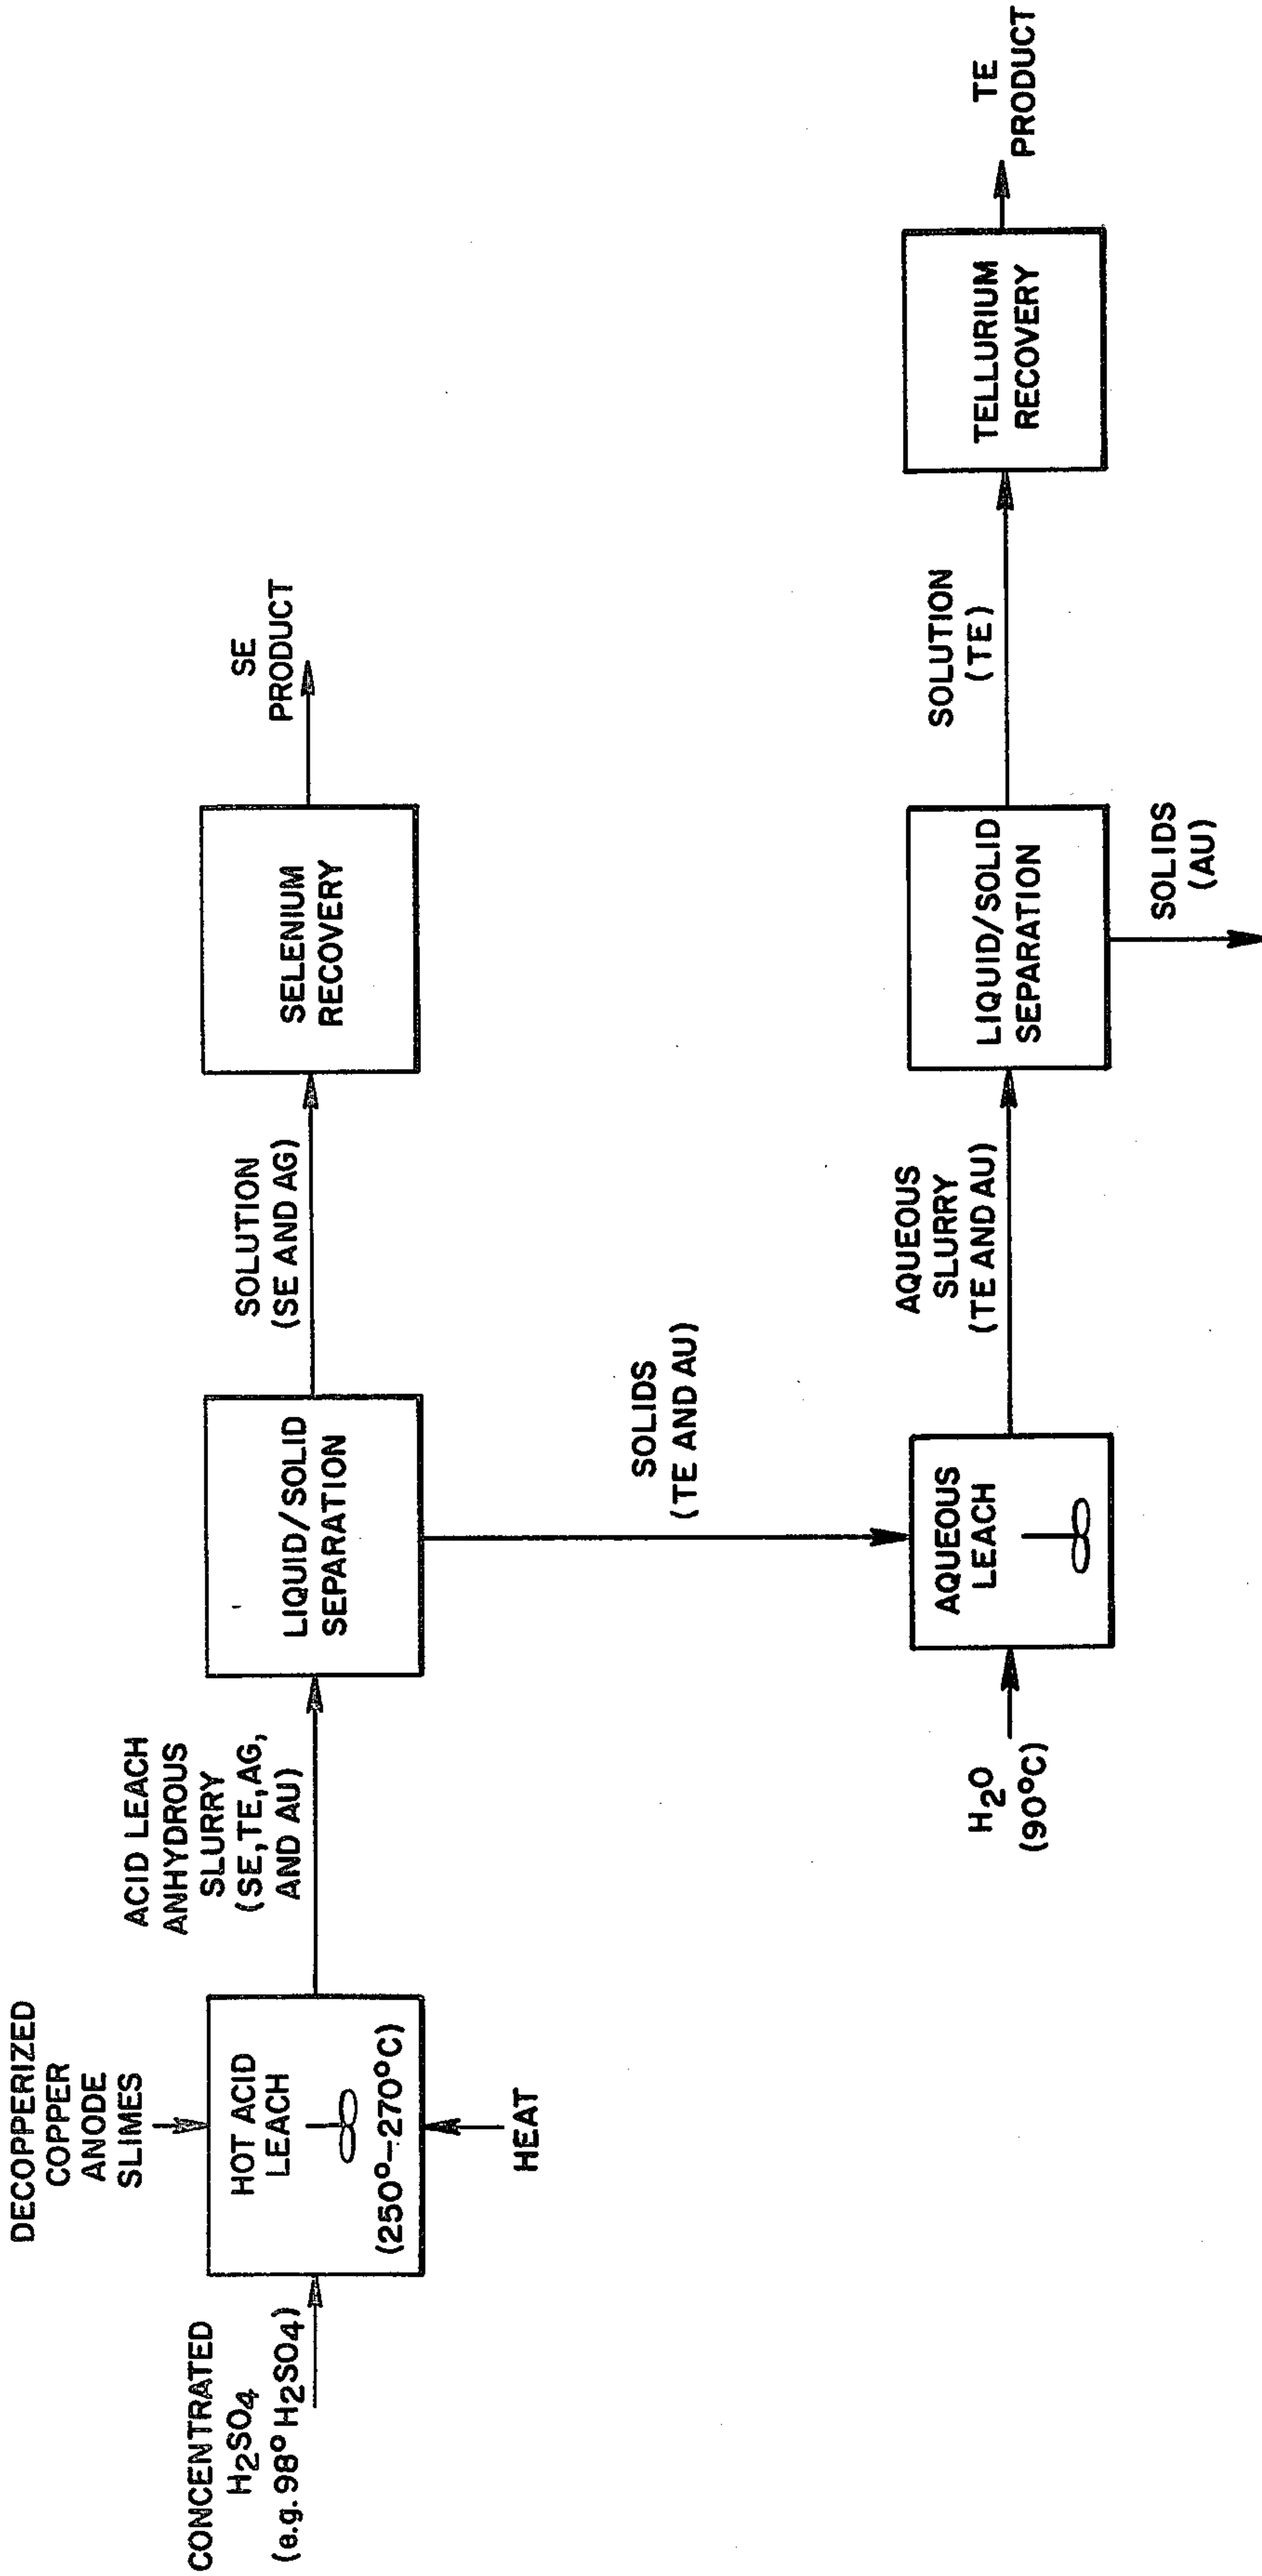 DECOPPERIZED
COPPER
ANODE
SLIMES
CONCENTRATED
H2SO4
(e.g. 98° H2SO4)
HOT ACID
LEACH
(250°–270°C)
HEAT
ACID LEACH
ANHYDROUS
SLURRY
(SE,TE,AG,
AND AU)
LIQUID/SOLID
SEPARATION
SOLUTION
(SE AND AG)
SELENIUM
RECOVERY
SE
PRODUCT
SOLIDS
(TE AND AU)
H2O
(90°C)
AQUEOUS
LEACH
AQUEOUS
SLURRY
(TE AND AU)
LIQUID/SOLID
SEPARATION
SOLIDS
(AU)
SOLUTION
(TE)
TELLURIUM
RECOVERY
TE
PRODUCT